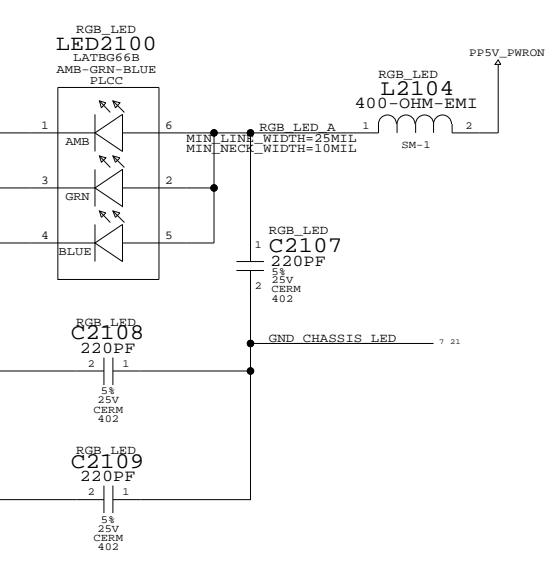 RGB_LED
LED2100
LATBG66B
AMB-GRN-BLUE
PLCC
1
AMB
6
3
GRN
2
4
BLUE
5
RGB_LED_A
MIN_LINE_WIDTH=25MIL
MIN_NECK_WIDTH=10MIL
PP5V_PWRON
RGB_LED
L2104
400-OHM-EMI
1
2
SM-1
RGB_LED
1
C2107
220PF
5%
25V
2
CERM
402
GND_CHASSIS_LED
7 21
RGB_LED
C2108
220PF
2
1
5%
25V
CERM
402
RGB_LED
C2109
220PF
2
1
5%
25V
CERM
402